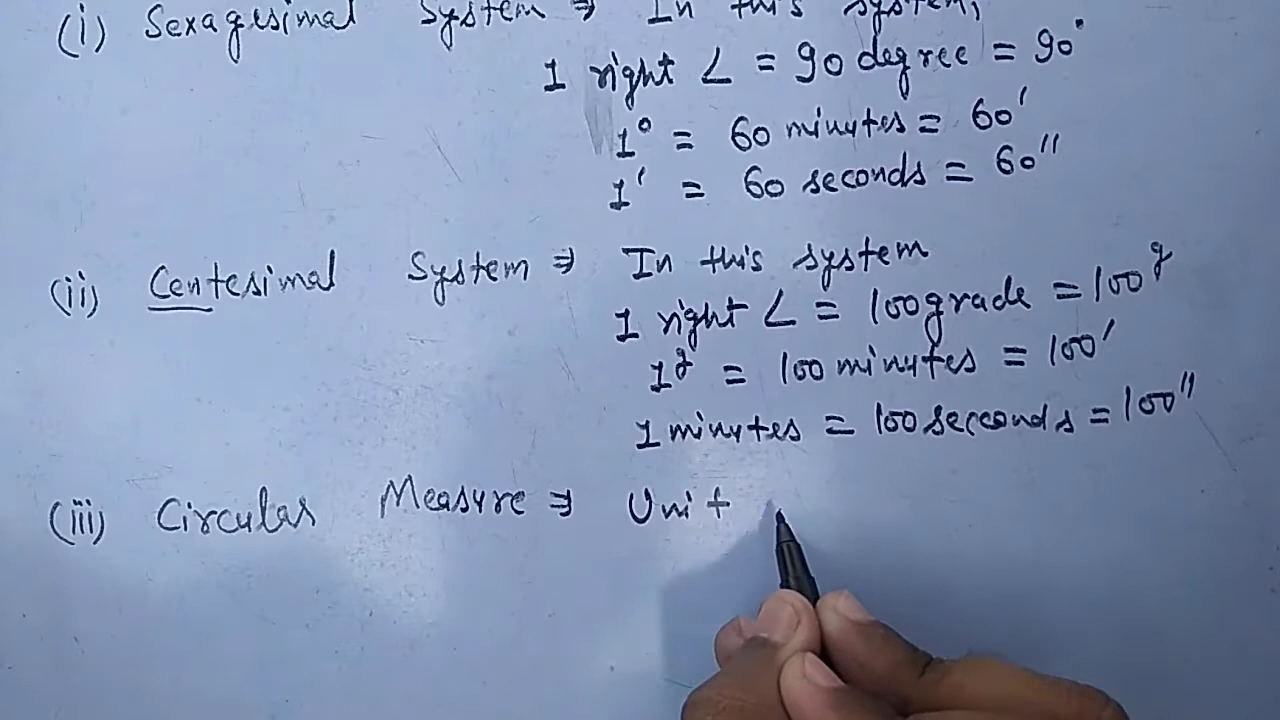 (i) Sexagesimal System ⇒ In this system,
1 right ∠ = 90 degree = 90°
1° = 60 minutes = 60′
1′ = 60 seconds = 60″
(ii) Centesimal System ⇒ In this system
1 right ∠ = 100 grade = 100ᵍ
1ᵍ = 100 minutes = 100′
1 minutes = 100 seconds = 100″
(iii) Circular Measure ⇒ Unit